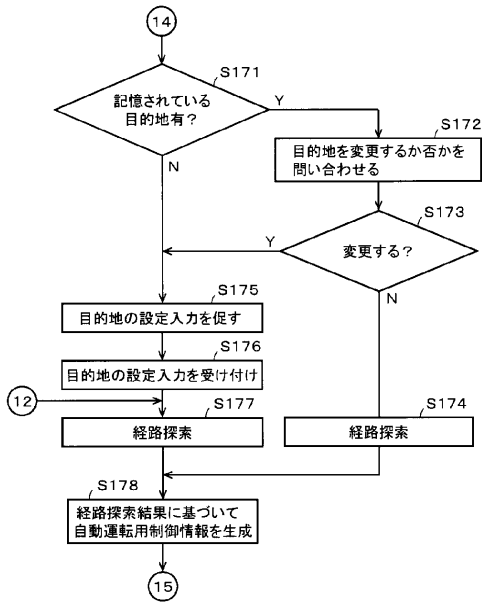 14
S171
記憶されている
目的地有？
Y
N
S172
目的地を変更するか否かを
問い合わせる
S173
変更する？
Y
N
S175
目的地の設定入力を促す
S176
目的地の設定入力を受け付け
12
S177
経路探索
S174
経路探索
S178
経路探索結果に基づいて
自動運転用制御情報を生成
15